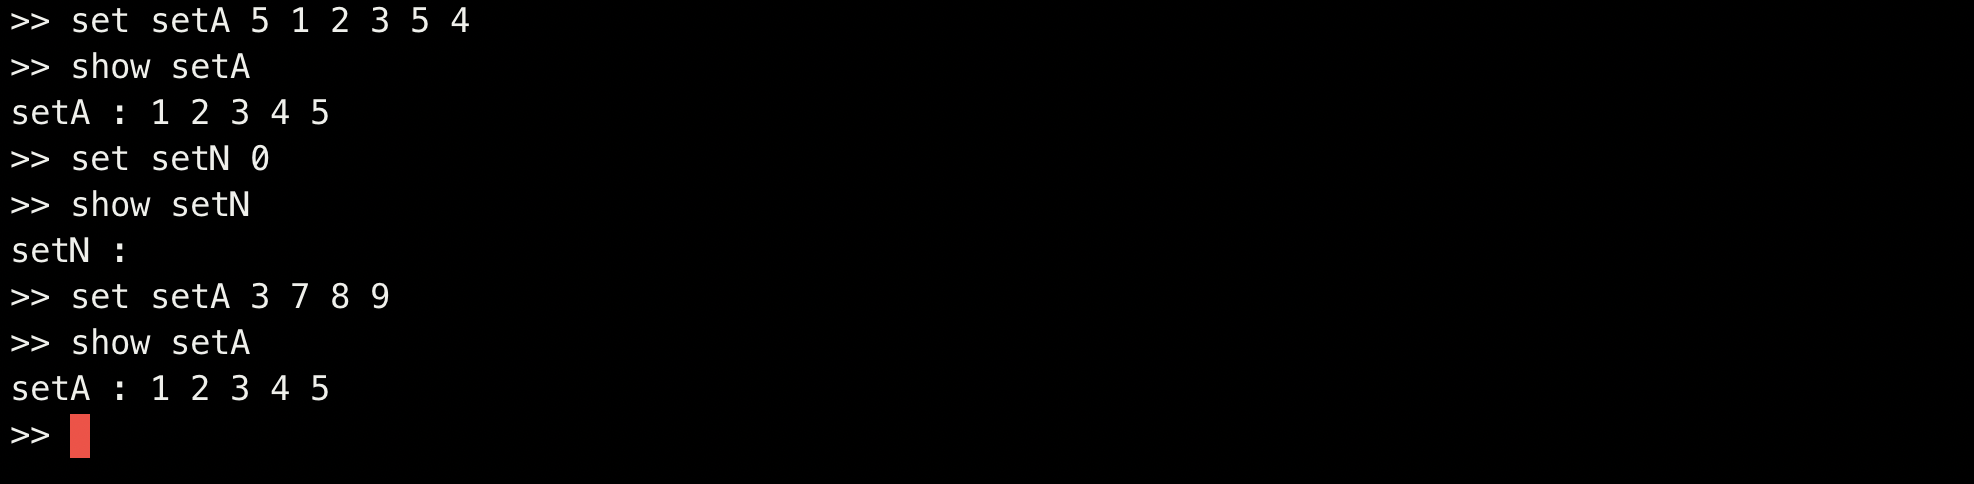 >> set setA 5 1 2 3 5 4
>> show setA
setA : 1 2 3 4 5
>> set setN 0
>> show setN
setN :
>> set setA 3 7 8 9
>> show setA
setA : 1 2 3 4 5
>>